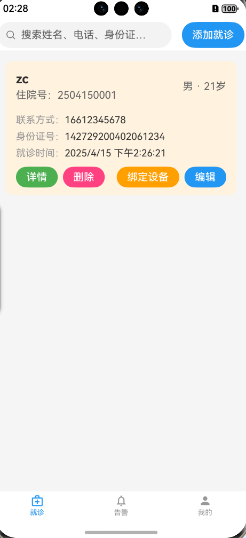 02:28
100
搜索姓名、电话、身份证...
添加就诊
zc
男 · 21岁
住院号：2504150001
联系方式：16612345678
身份证号：142729200402061234
就诊时间：2025/4/15 下午2:26:21
详情
删除
绑定设备
编辑
就诊
告警
我的